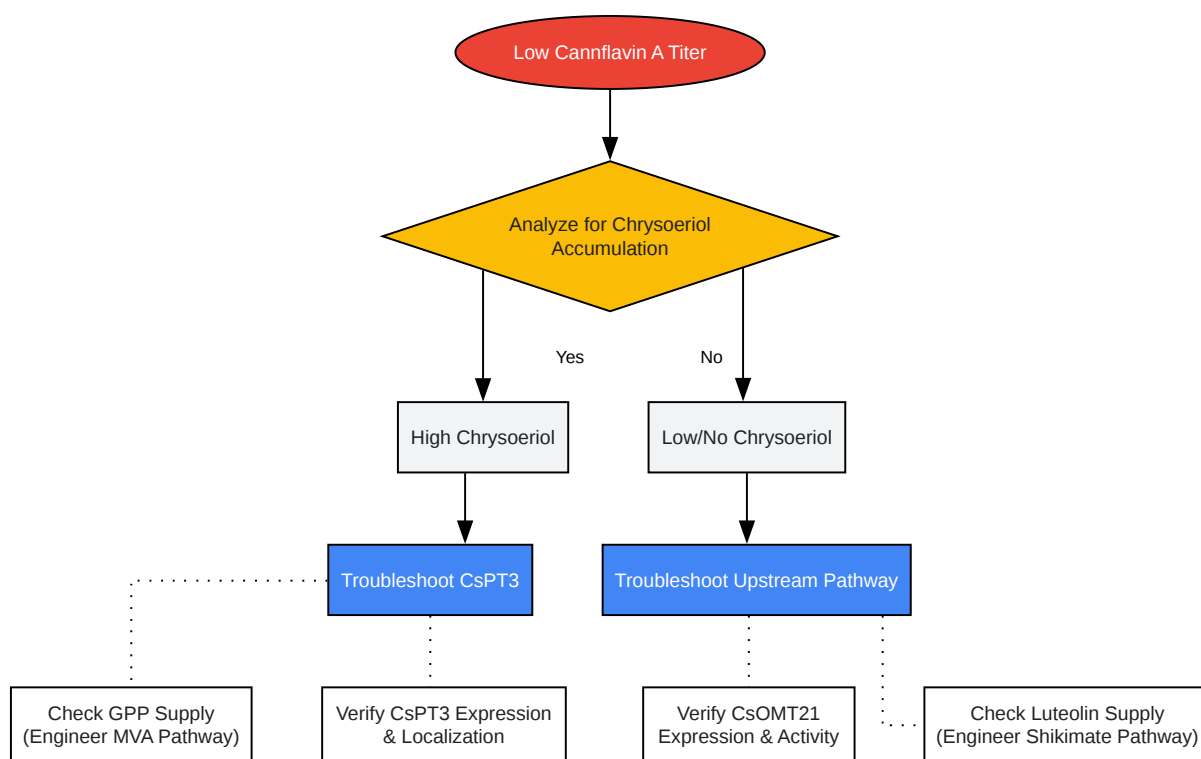 Low Cannflavin A Titer
Analyze for Chrysoeriol
Accumulation
Yes
No
High Chrysoeriol
Low/No Chrysoeriol
Troubleshoot CsPT3
Troubleshoot Upstream Pathway
Check GPP Supply
(Engineer MVA Pathway)
Verify CsPT3 Expression
& Localization
Verify CsOMT21
Expression & Activity
Check Luteolin Supply
(Engineer Shikimate Pathway)